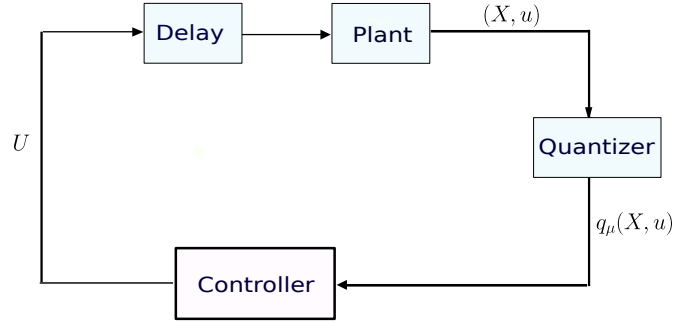 (X, u)
Delay
Plant
U
Quantizer
q_μ(X, u)
Controller